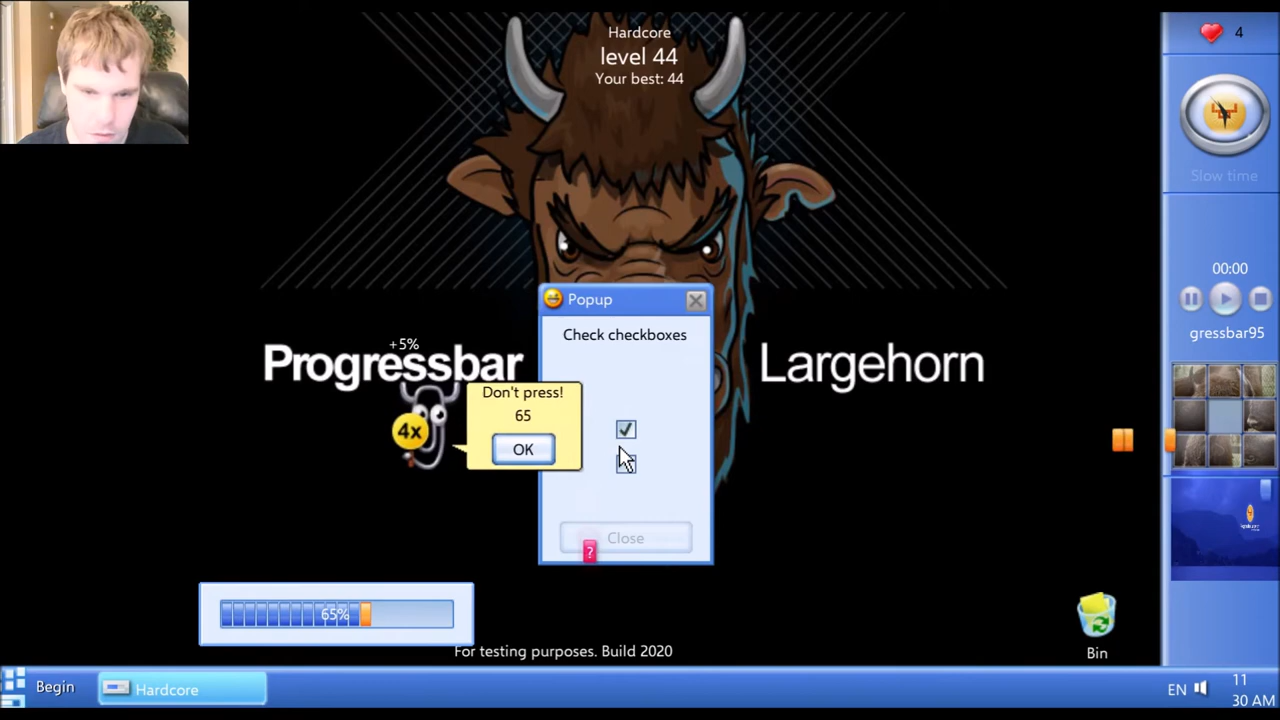 Hardcore
level 44
Your best: 44
4
Slow time
00:00
gressbar95
Popup
Check checkboxes
+5%
Progressbar
Largehorn
Don't press!
65
4x
OK
Close
?
65%
For testing purposes. Build 2020
Bin
Begin
Hardcore
EN
11
30 AM